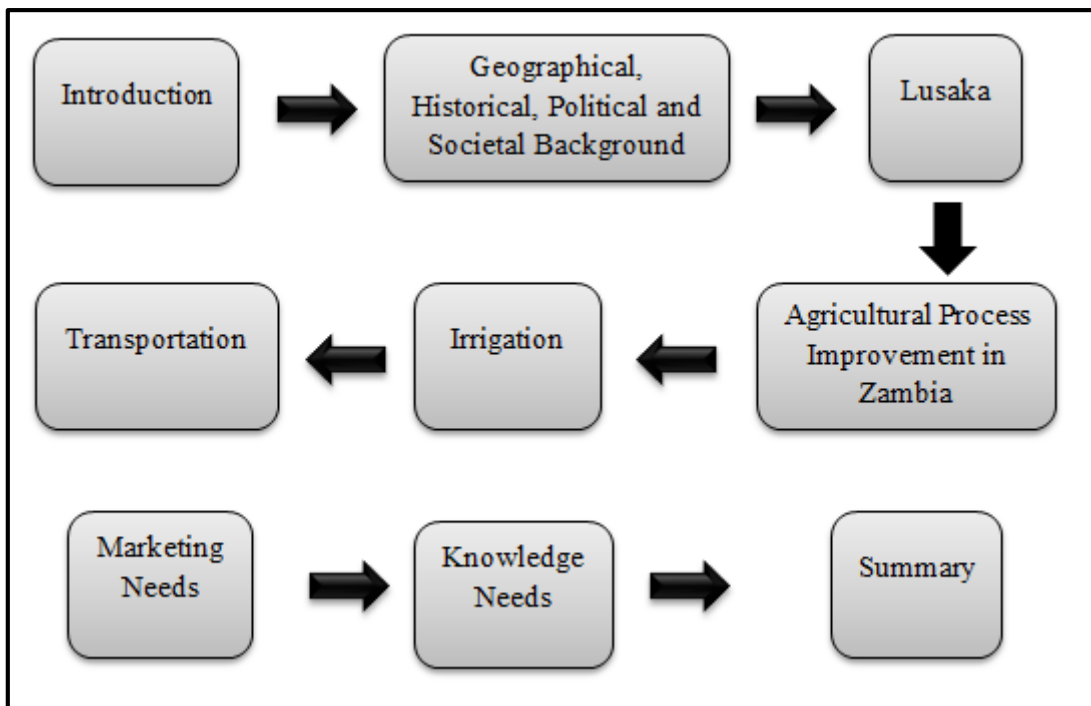 Introduction
Geographical,
Historical, Political and
Societal Background
Lusaka
Agricultural Process
Improvement in
Zambia
Irrigation
Transportation
Marketing
Needs
Knowledge
Needs
Summary